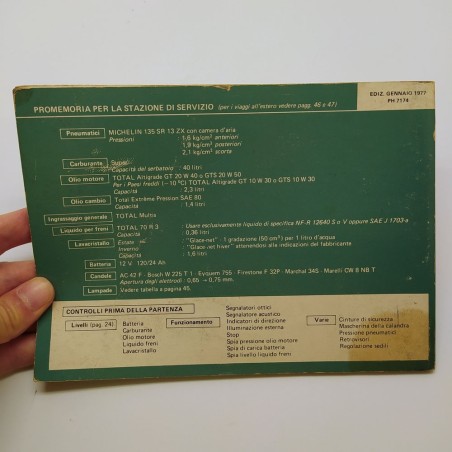 PROMEMORIA PER LA STAZIONE DI SERVIZIO (per i viaggi all'estero vedere pagg. 46 e 47)
EDIZ. GENNAIO 1977
PH 7174
Pneumatici MICHELIN 135 SR 13 ZX con camera d'aria
Pressioni 1,6 kg/cm² anteriori
1,9 kg/cm² posteriori
2,1 kg/cm² scorta
Carburante Super
Capacità del serbatoio : 40 litri
Olio motore TOTAL Altigrade GT 20 W 40 o GTS 20 W 50
Per i Paesi freddi (– 10 °C) TOTAL Altigrade GT 10 W 30 o GTS 10 W 30
Capacità 2,3 litri
Olio cambio Total Extrême Pression SAE 80
Capacità 1,4 litri
Ingrassaggio generale TOTAL Multis
Liquido per freni TOTAL 70 R 3 Usare esclusivamente liquido di specifica NF-R 12640 S o V oppure SAE J 1703-a
Capacità 0,36 litri
Lavacristallo Estate "Glace-net" 1 gradazione (50 cm³) per 1 litro d'acqua
Inverno "Glace-net hiver" attenendosi alle indicazioni del fabbricante
Capacità 1,6 litri
Batteria 12 V 120/24 Ah
Candele AC 42 F - Bosch W 225 T 1 - Eyquem 755 - Firestone F 32P - Marchal 34S - Marelli CW 8 NB T
Apertura degli elettrodi : 0,65 → 0,75 mm.
Lampade Vedere tabella a pagina 45.
CONTROLLI PRIMA DELLA PARTENZA
Livelli (pag. 24) Batteria
Carburante
Olio motore
Liquido freni
Lavacristallo
Funzionamento Segnalatori ottici
Segnalatore acustico
Indicatori di direzione
Illuminazione esterna
Stop
Spia pressione olio motore
Spia di carica batteria
Spia livello liquido freni
Varie Cinture di sicurezza
Mascherina della calandra
Pressione pneumatici
Retrovisori
Regolazione sedili